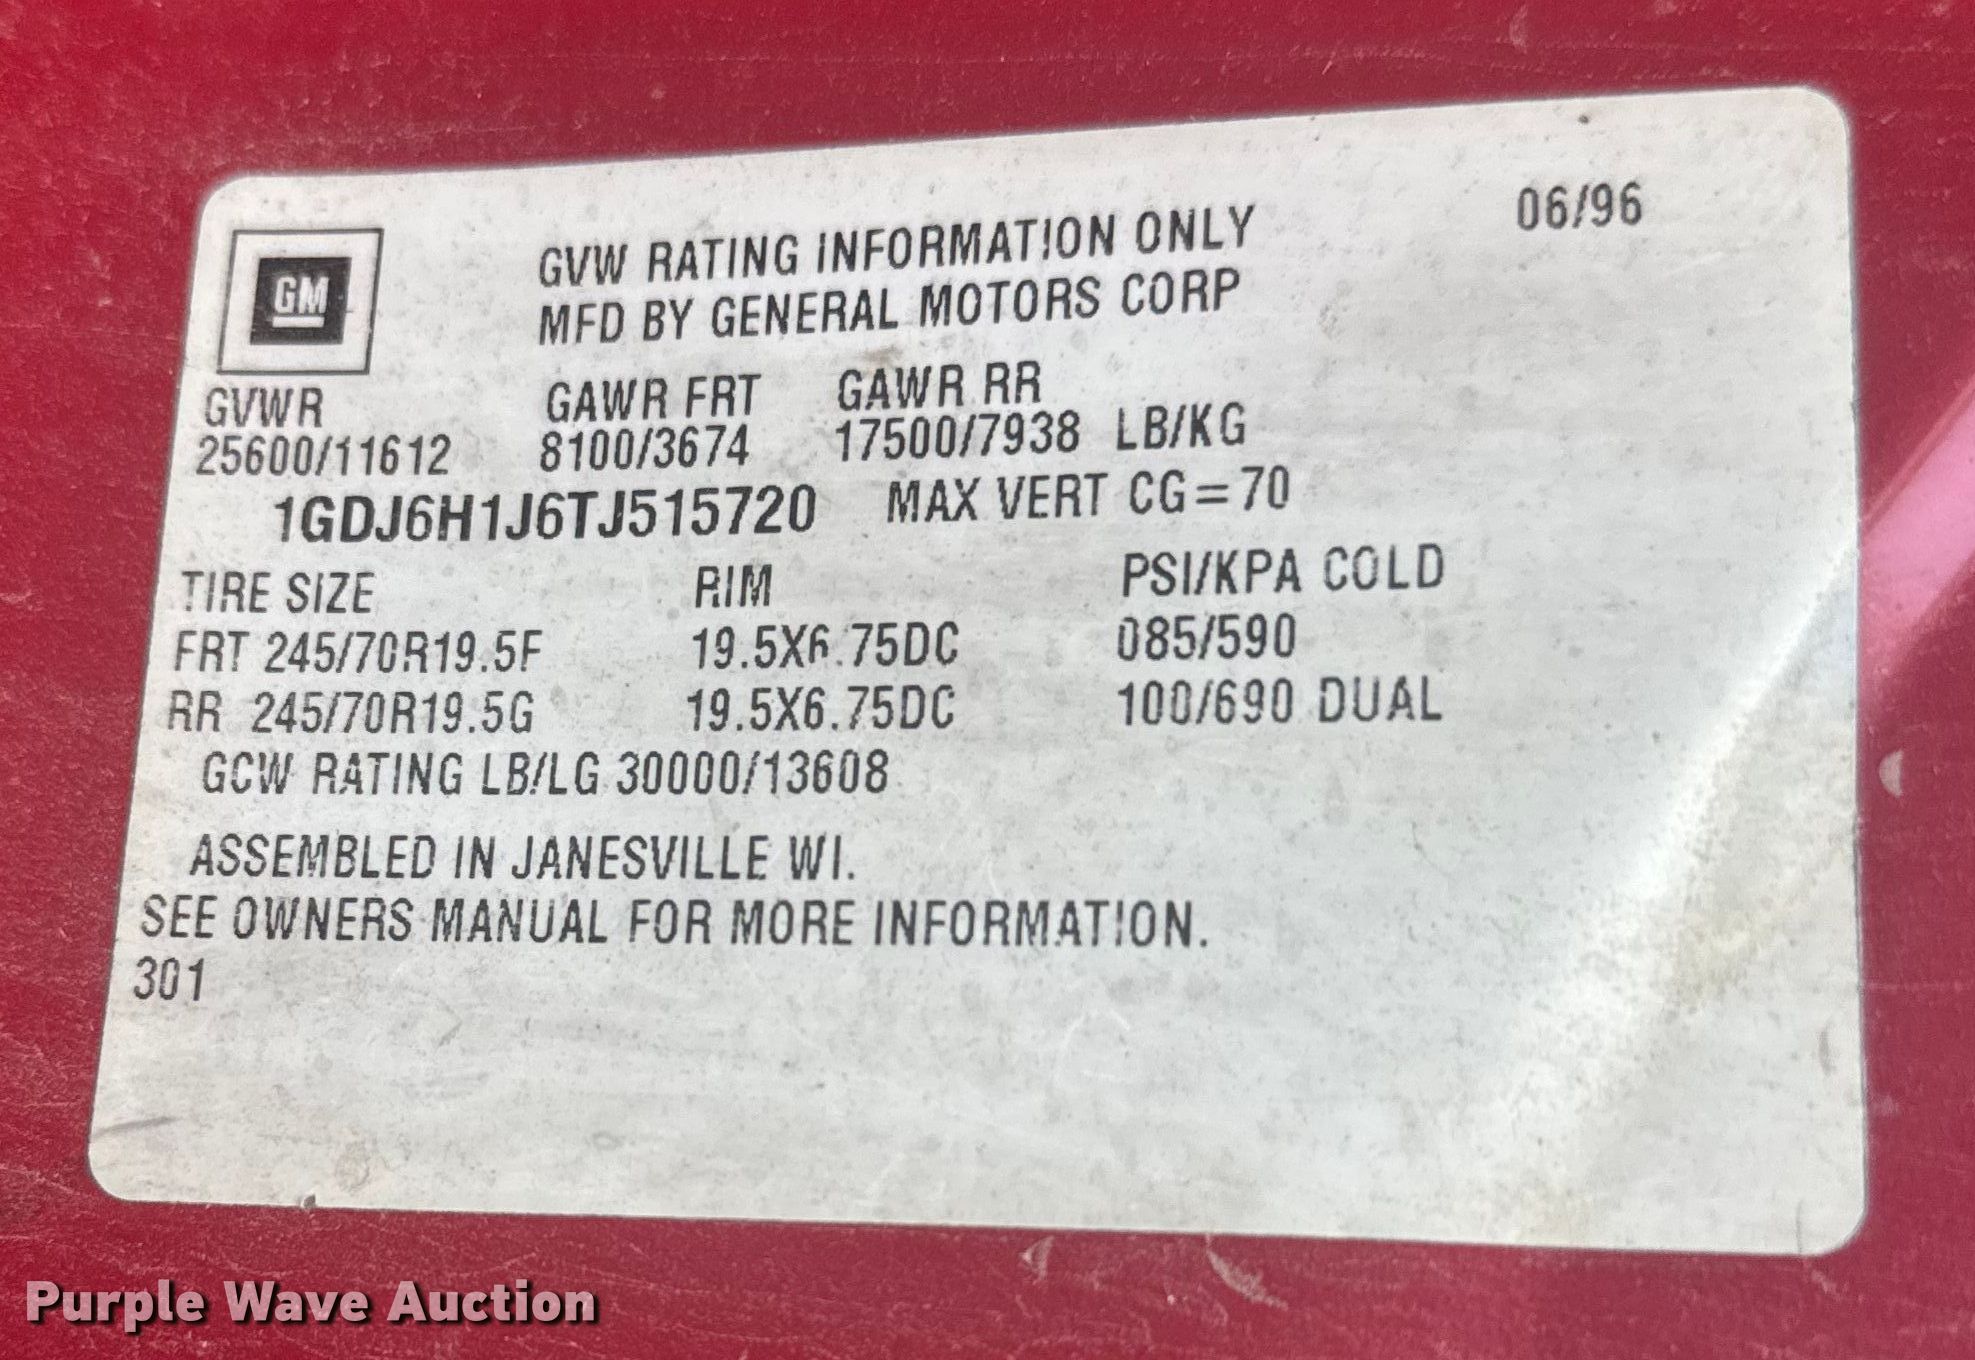 06/96
GM
GVW RATING INFORMATION ONLY
MFD BY GENERAL MOTORS CORP
GVWR GAWR FRT GAWR RR
25600/11612 8100/3674 17500/7938 LB/KG
1GDJ6H1J6TJ515720 MAX VERT CG=70
TIRE SIZE RIM PSI/KPA COLD
FRT 245/70R19.5F 19.5X6.75DC 085/590
RR 245/70R19.5G 19.5X6.75DC 100/690 DUAL
GCW RATING LB/LG 30000/13608
ASSEMBLED IN JANESVILLE WI.
SEE OWNERS MANUAL FOR MORE INFORMATION.
301
Purple Wave Auction